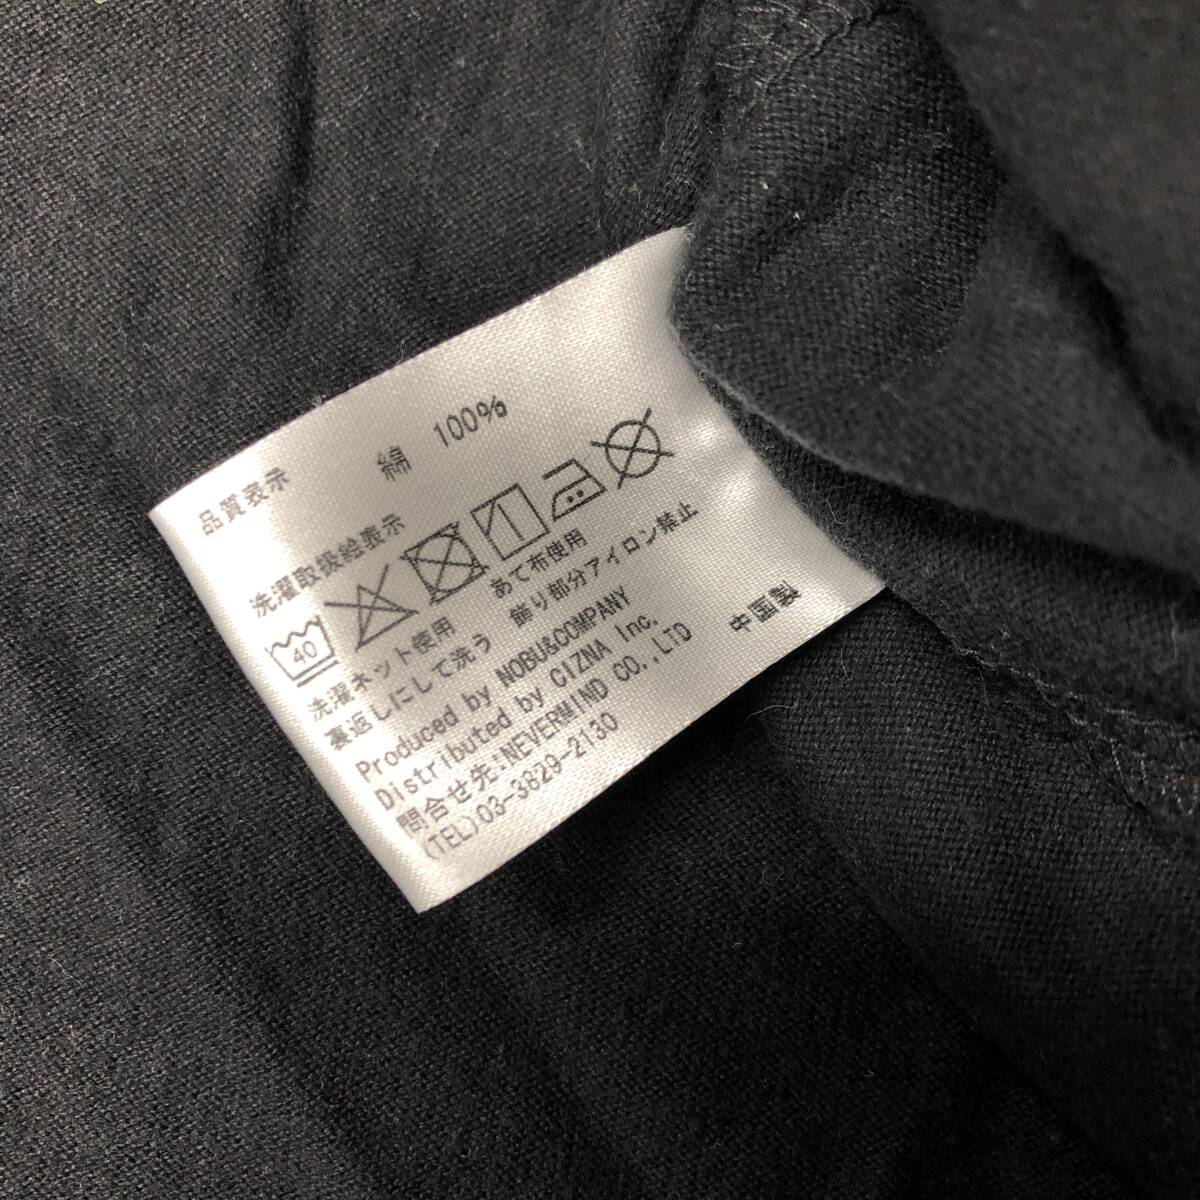 品質表示 綿 100%
洗濯取扱絵表示
40
洗濯ネット使用 あて布使用
裏返しにして洗う 飾り部分アイロン禁止
Produced by NOBU&COMPANY
Distributed by CIZNA Inc.
問合せ先:NEVERMIND CO.,LTD
(TEL)03-3829-2130 中国製